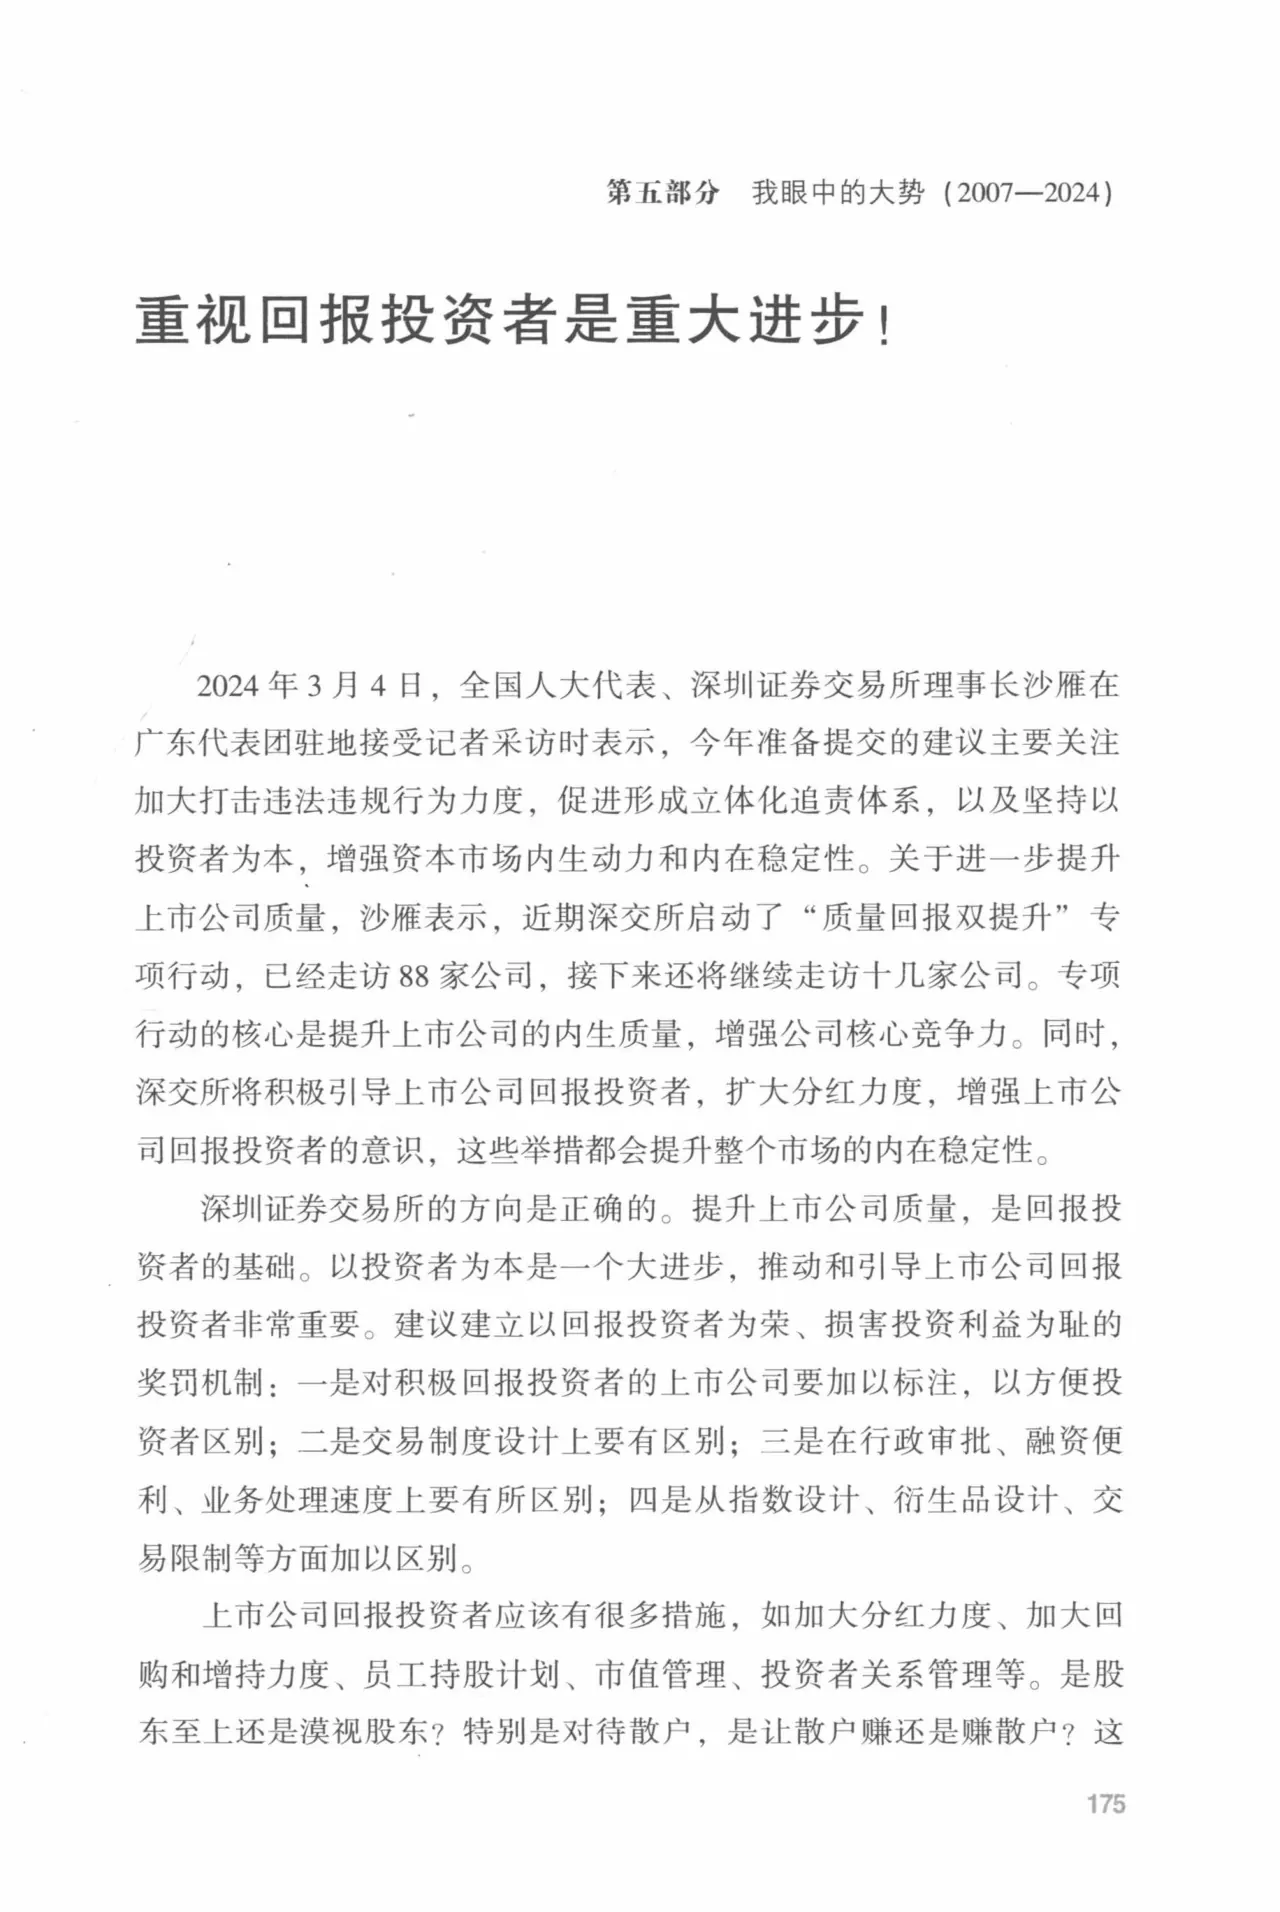 第五部分 我眼中的大势（2007—2024）
重视回报投资者是重大进步！
2024 年 3 月 4 日，全国人大代表、深圳证券交易所理事长沙雁在
广东代表团驻地接受记者采访时表示，今年准备提交的建议主要关注
加大打击违法违规行为力度，促进形成立体化追责体系，以及坚持以
投资者为本，增强资本市场内生动力和内在稳定性。关于进一步提升
上市公司质量，沙雁表示，近期深交所启动了“质量回报双提升”专
项行动，已经走访 88 家公司，接下来还将继续走访十几家公司。专项
行动的核心是提升上市公司的内生质量，增强公司核心竞争力。同时，
深交所将积极引导上市公司回报投资者，扩大分红力度，增强上市公
司回报投资者的意识，这些举措都会提升整个市场的内在稳定性。
深圳证券交易所的方向是正确的。提升上市公司质量，是回报投
资者的基础。以投资者为本是一个大进步，推动和引导上市公司回报
投资者非常重要。建议建立以回报投资者为荣、损害投资利益为耻的
奖罚机制：一是对积极回报投资者的上市公司要加以标注，以方便投
资者区别；二是交易制度设计上要有区别；三是在行政审批、融资便
利、业务处理速度上要有所区别；四是从指数设计、衍生品设计、交
易限制等方面加以区别。
上市公司回报投资者应该有很多措施，如加大分红力度、加大回
购和增持力度、员工持股计划、市值管理、投资者关系管理等。是股
东至上还是漠视股东？特别是对待散户，是让散户赚还是赚散户？这
175